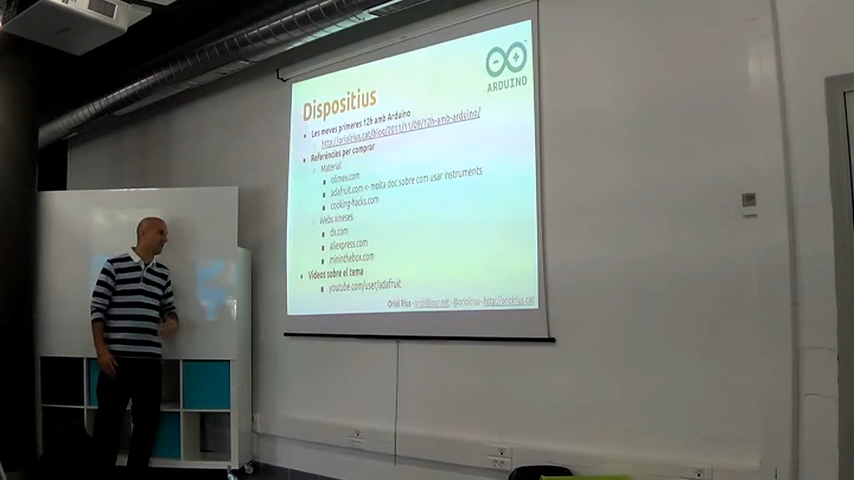 ARDUINO
Dispositius
Les meves primeres 12h amb Arduino
http://oriolrius.cat/blog/2011/11/09/12h-amb-arduino/
Referències per comprar
Material
olimex.com
adafruit.com <- molta doc sobre com usar instruments
cooking-hacks.com
Webs xineses
dx.com
aliexpress.com
mininthebox.com
Videos sobre el tema
youtube.com/user/adafruit
Oriol Rius - oriol@joor.net - @oriolrius - http://oriolrius.cat